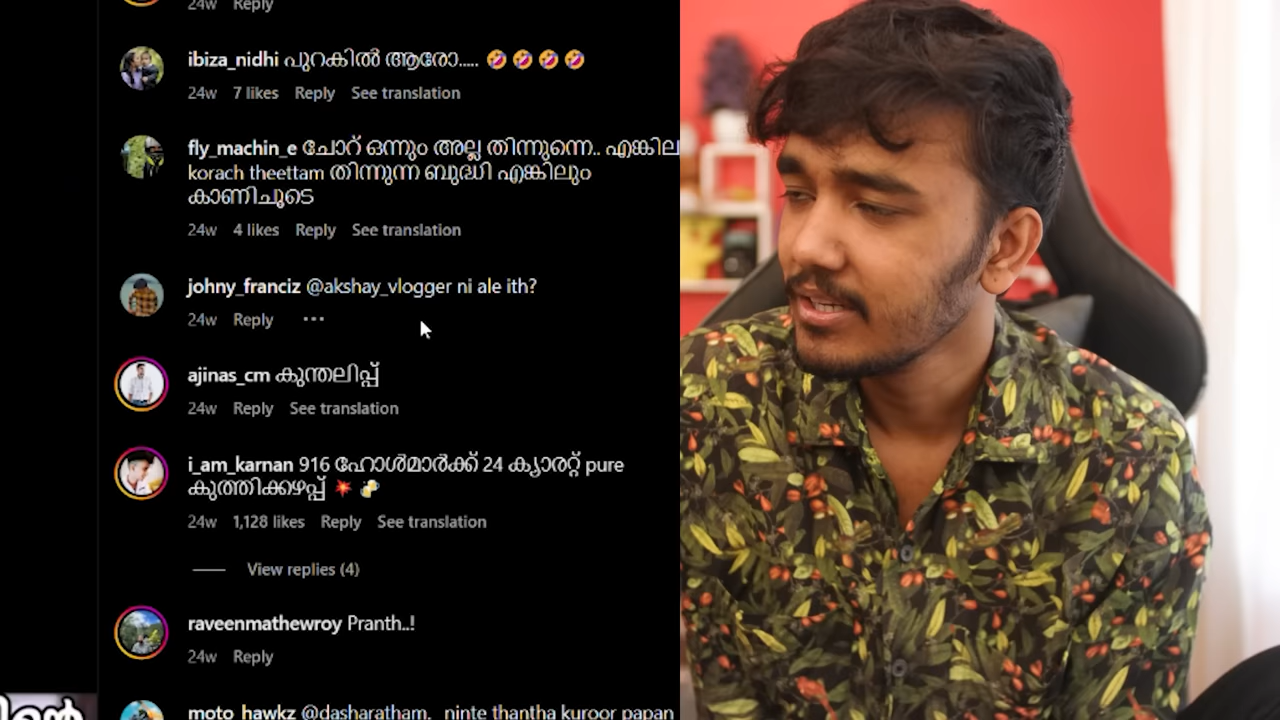 24w Reply
ibiza_nidhi പുറകിൽ ആരോ.....
24w 7 likes Reply See translation
fly_machin_e ചോറ് ഒന്നും അല്ല തിന്നുന്നെ.. എങ്കില
korach theettam തിന്നുന്ന ബുദ്ധി എങ്കിലും
കാണിചൂടെ
24w 4 likes Reply See translation
johny_franciz @akshay_vlogger ni ale ith?
24w Reply ...
ajinas_cm കുന്തലിപ്പ്
24w Reply See translation
i_am_karnan 916 ഹോൾമാർക്ക് 24 ക്യാരറ്റ് pure
കുത്തിക്കഴപ്പ്
24w 1,128 likes Reply See translation
View replies (4)
raveenmathewroy Pranth..!
24w Reply
moto_hawkz @dasharatham._ ninte thantha kuroor papan